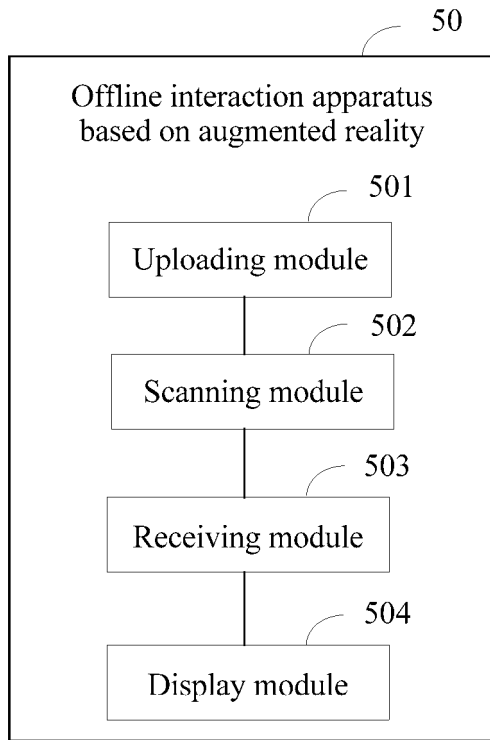 50
Offline interaction apparatus
based on augmented reality
501
Uploading module
502
Scanning module
503
Receiving module
504
Display module